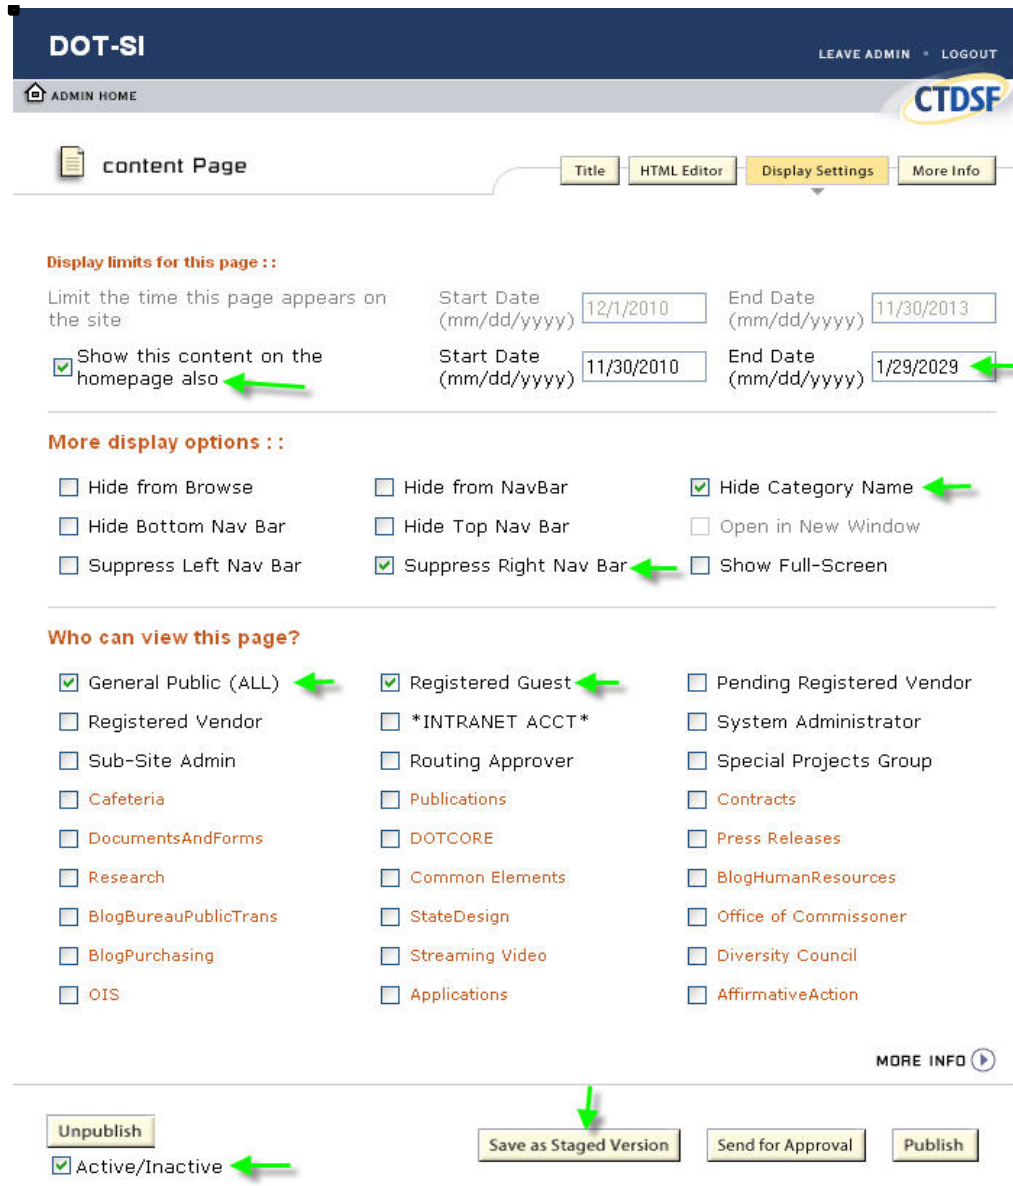 DOT-SI
LEAVE ADMIN • LOGOUT
ADMIN HOME
CTDSF
content Page
Title HTML Editor Display Settings More Info
Display limits for this page : :
Limit the time this page appears on the site Start Date (mm/dd/yyyy) 12/1/2010 End Date (mm/dd/yyyy) 11/30/2013
Show this content on the homepage also Start Date (mm/dd/yyyy) 11/30/2010 End Date (mm/dd/yyyy) 1/29/2029
More display options : :
Hide from Browse Hide from NavBar Hide Category Name
Hide Bottom Nav Bar Hide Top Nav Bar Open in New Window
Suppress Left Nav Bar Suppress Right Nav Bar Show Full-Screen
Who can view this page?
General Public (ALL) Registered Guest Pending Registered Vendor
Registered Vendor *INTRANET ACCT* System Administrator
Sub-Site Admin Routing Approver Special Projects Group
Cafeteria Publications Contracts
DocumentsAndForms DOTCORE Press Releases
Research Common Elements BlogHumanResources
BlogBureauPublicTrans StateDesign Office of Commissoner
BlogPurchasing Streaming Video Diversity Council
OIS Applications AffirmativeAction
MORE INFO
Unpublish Save as Staged Version Send for Approval Publish
Active/Inactive